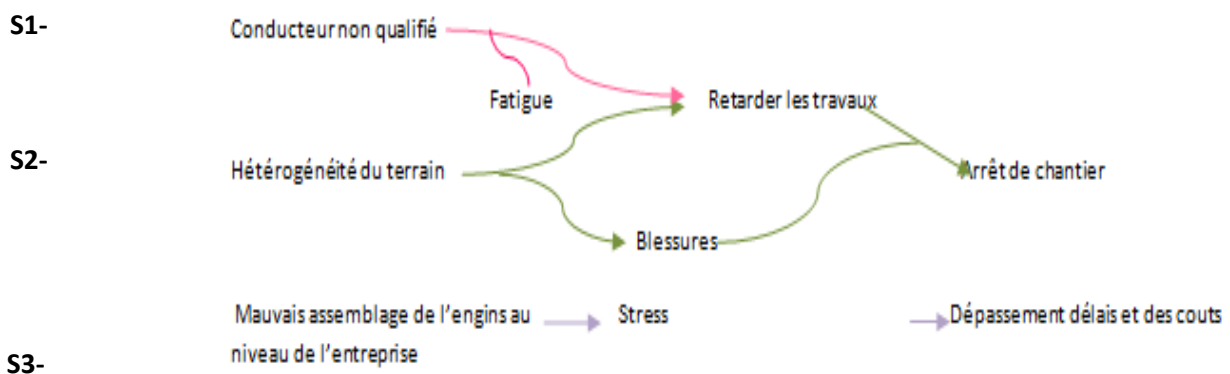 S1-
Conducteur non qualifié
Fatigue
Retarder les travaux
S2-
Hétérogénéité du terrain
Arrêt de chantier
Blessures
Mauvais assemblage de l'engins au
niveau de l'entreprise
Stress
Dépassement délais et des couts
S3-